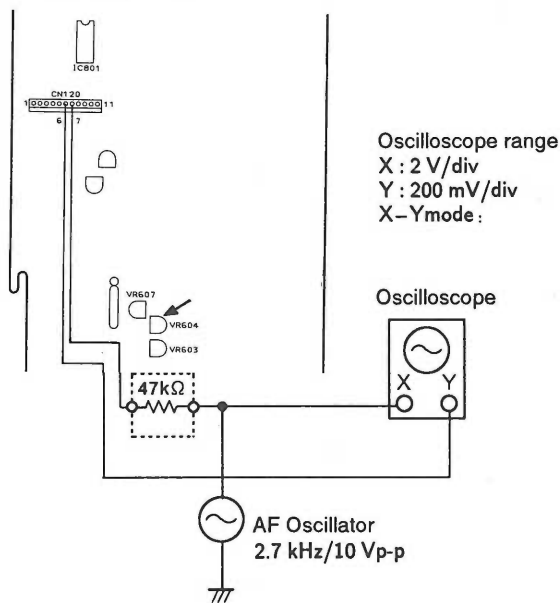 IC801
CN120
1 11
6 7
Oscilloscope range
X : 2 V/div
Y : 200 mV/div
X–Ymode :
Oscilloscope
VR607
VR604
VR603
47kΩ
X Y
AF Oscillator
2.7 kHz/10 Vp-p